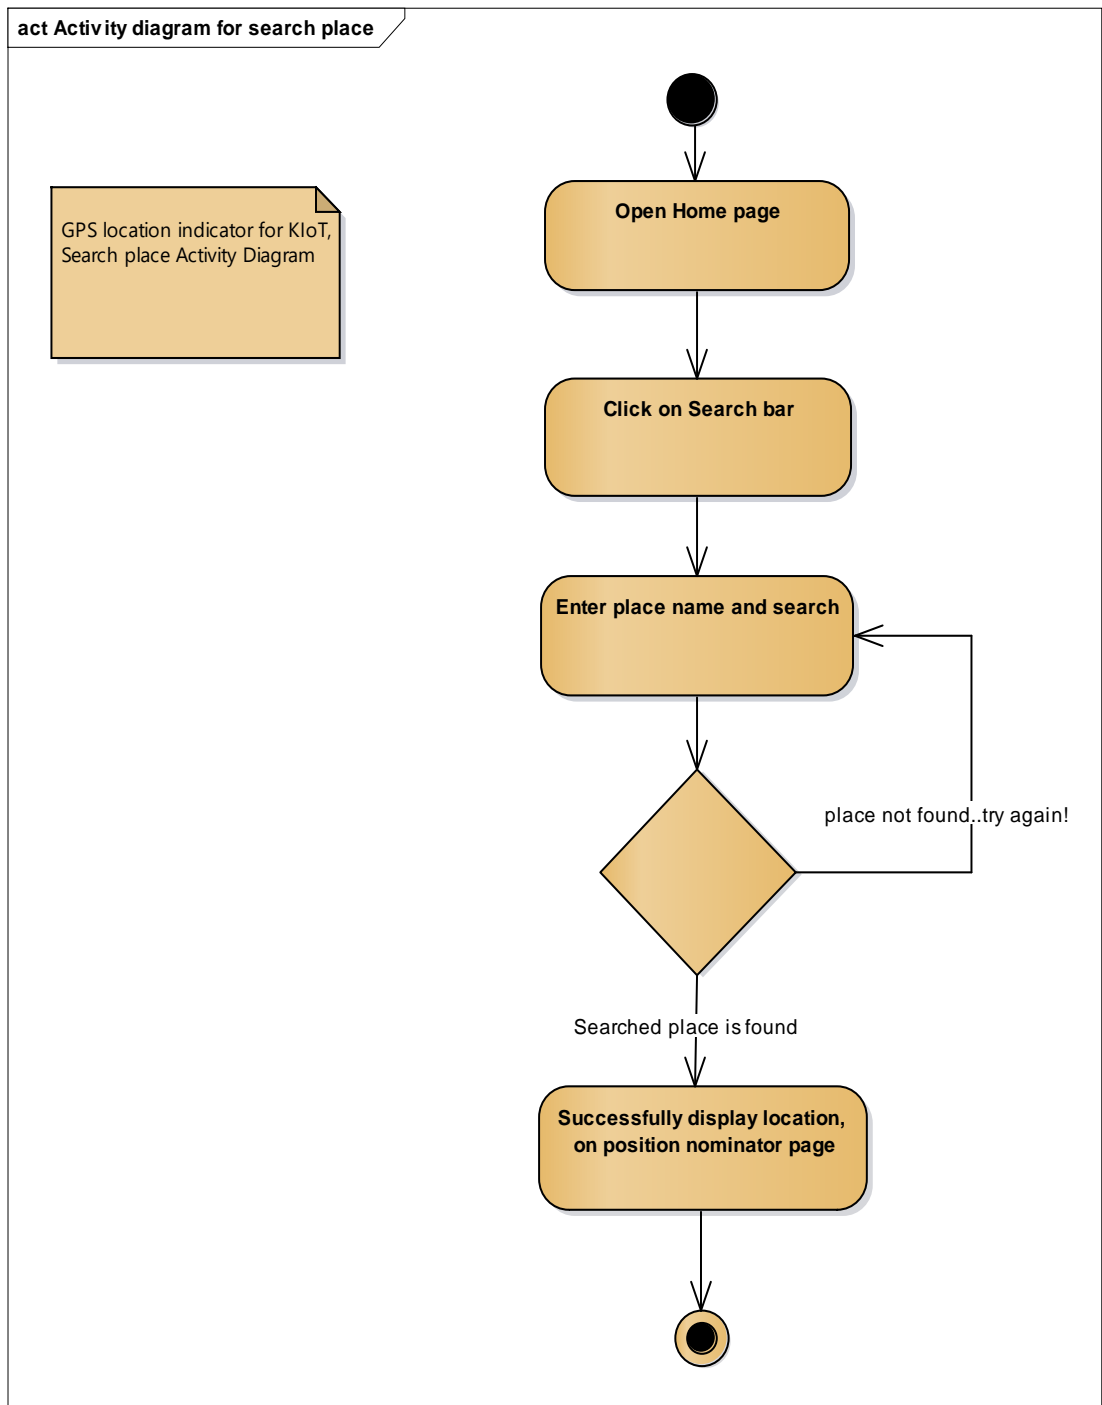 act Activity diagram for search place
GPS location indicator for KIoT,
Search place Activity Diagram
Open Home page
Click on Search bar
Enter place name and search
place not found..try again!
Searched place is found
Successfully display location,
on position nominator page